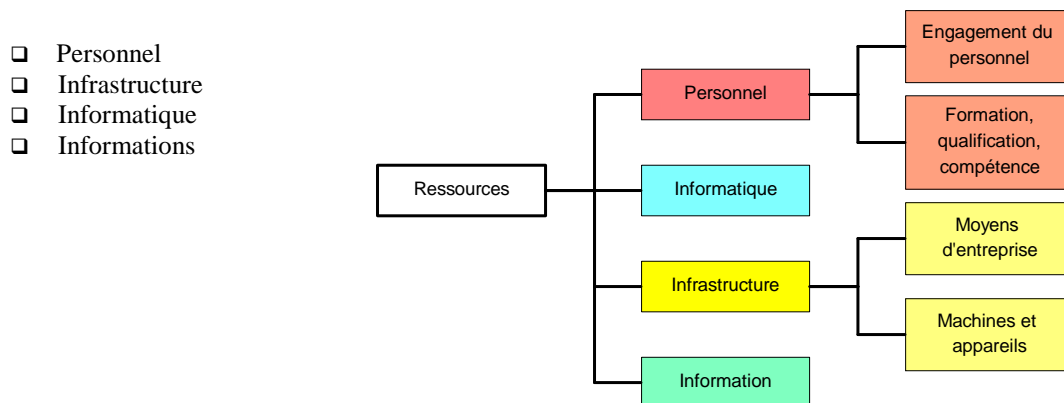 Personnel
Infrastructure
Informatique
Informations
Ressources
Personnel
Engagement du
personnel
Formation,
qualification,
compétence
Informatique
Infrastructure
Moyens
d'entreprise
Machines et
appareils
Information